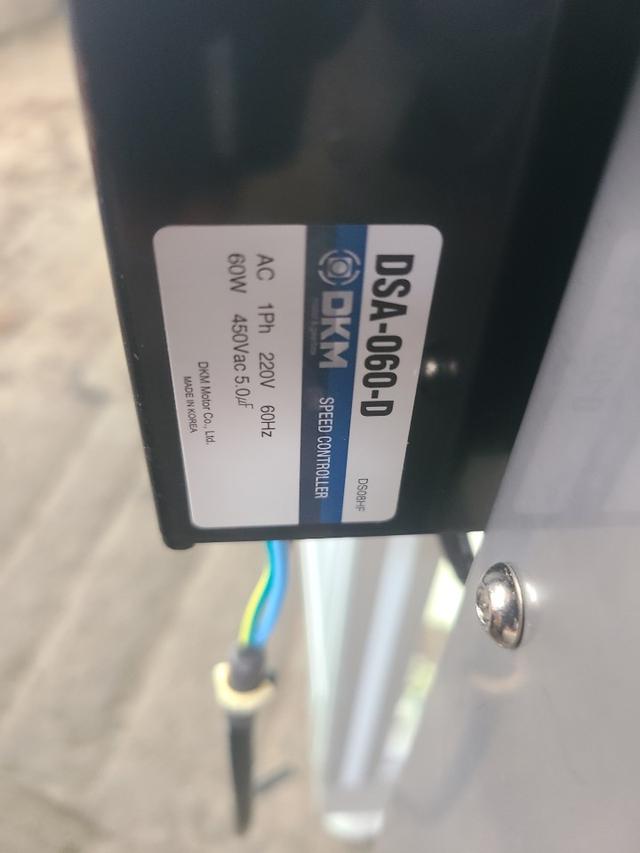 DSA-060-D
DS08HF
DKM
SPEED CONTROLLER
AC 1Ph 220V 60Hz
60W 450Vac 5.0㎌
DKM Motor Co., Ltd.
MADE IN KOREA